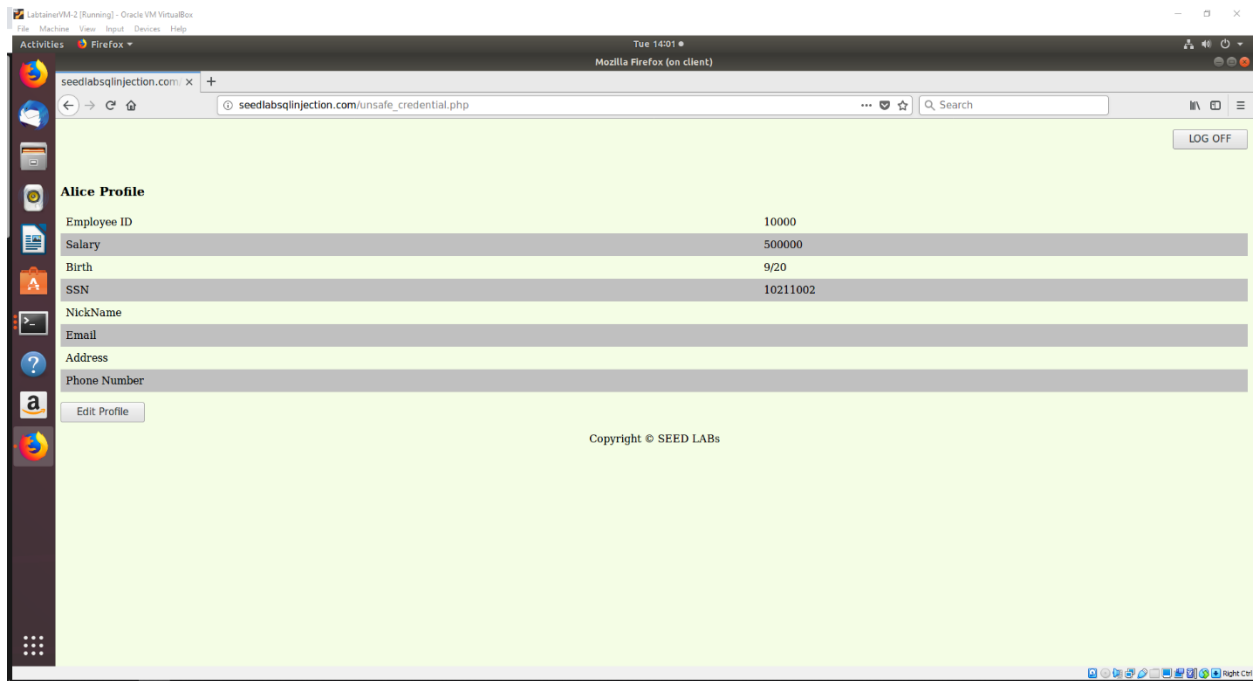 LabtainerVM-2 [Running] - Oracle VM VirtualBox
File Machine View Input Devices Help
Activities Firefox Tue 14:01
Mozilla Firefox (on client)
seedlabsqlinjection.com/
seedlabsqlinjection.com/unsafe_credential.php Search
LOG OFF
Alice Profile
Employee ID 10000
Salary 500000
Birth 9/20
SSN 10211002
NickName
Email
Address
Phone Number
Edit Profile
Copyright © SEED LABs
Right Ctrl